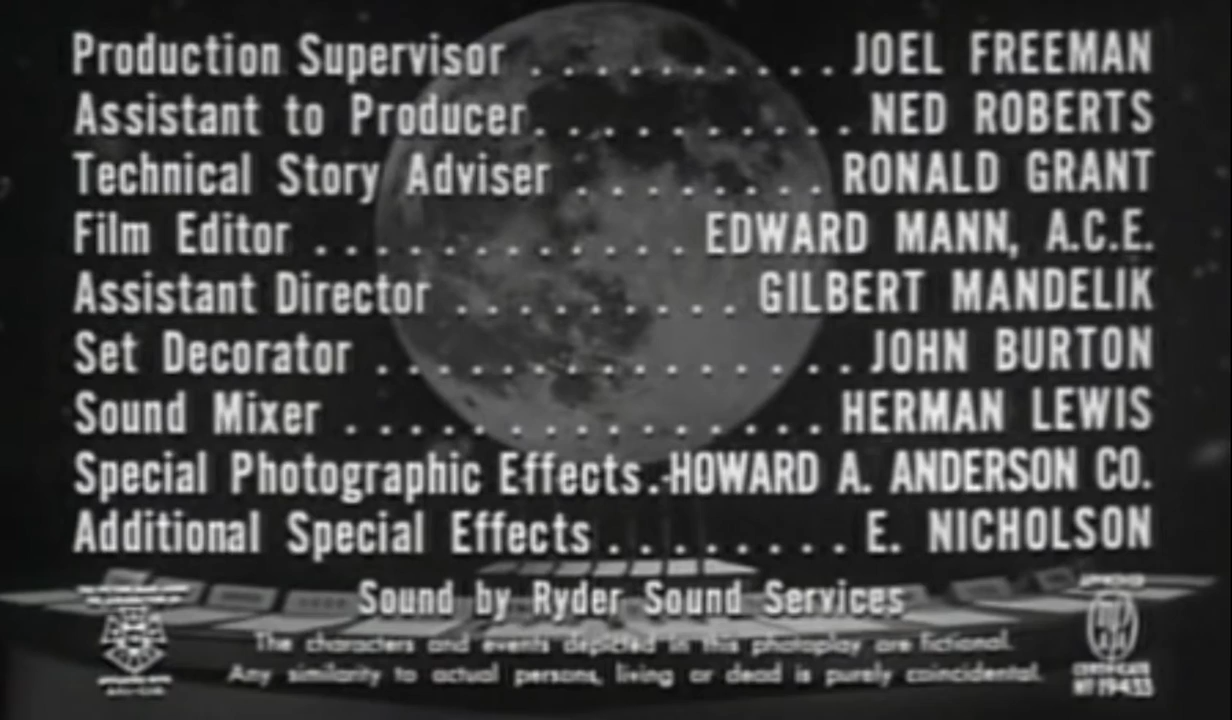 Production Supervisor . . . . . . . . . . JOEL FREEMAN
Assistant to Producer . . . . . . . . . . NED ROBERTS
Technical Story Adviser . . . . . . . . RONALD GRANT
Film Editor . . . . . . . . . . . . EDWARD MANN, A.C.E.
Assistant Director . . . . . . . . . GILBERT MANDELIK
Set Decorator . . . . . . . . . . . . . . . JOHN BURTON
Sound Mixer . . . . . . . . . . . . . . . HERMAN LEWIS
Special Photographic Effects . HOWARD A. ANDERSON CO.
Additional Special Effects . . . . . . . . E. NICHOLSON
Sound by Ryder Sound Services
The characters and events depicted in this photoplay are fictional.
Any similarity to actual persons, living or dead is purely coincidental.
CERTIFICATE
Nº 19433